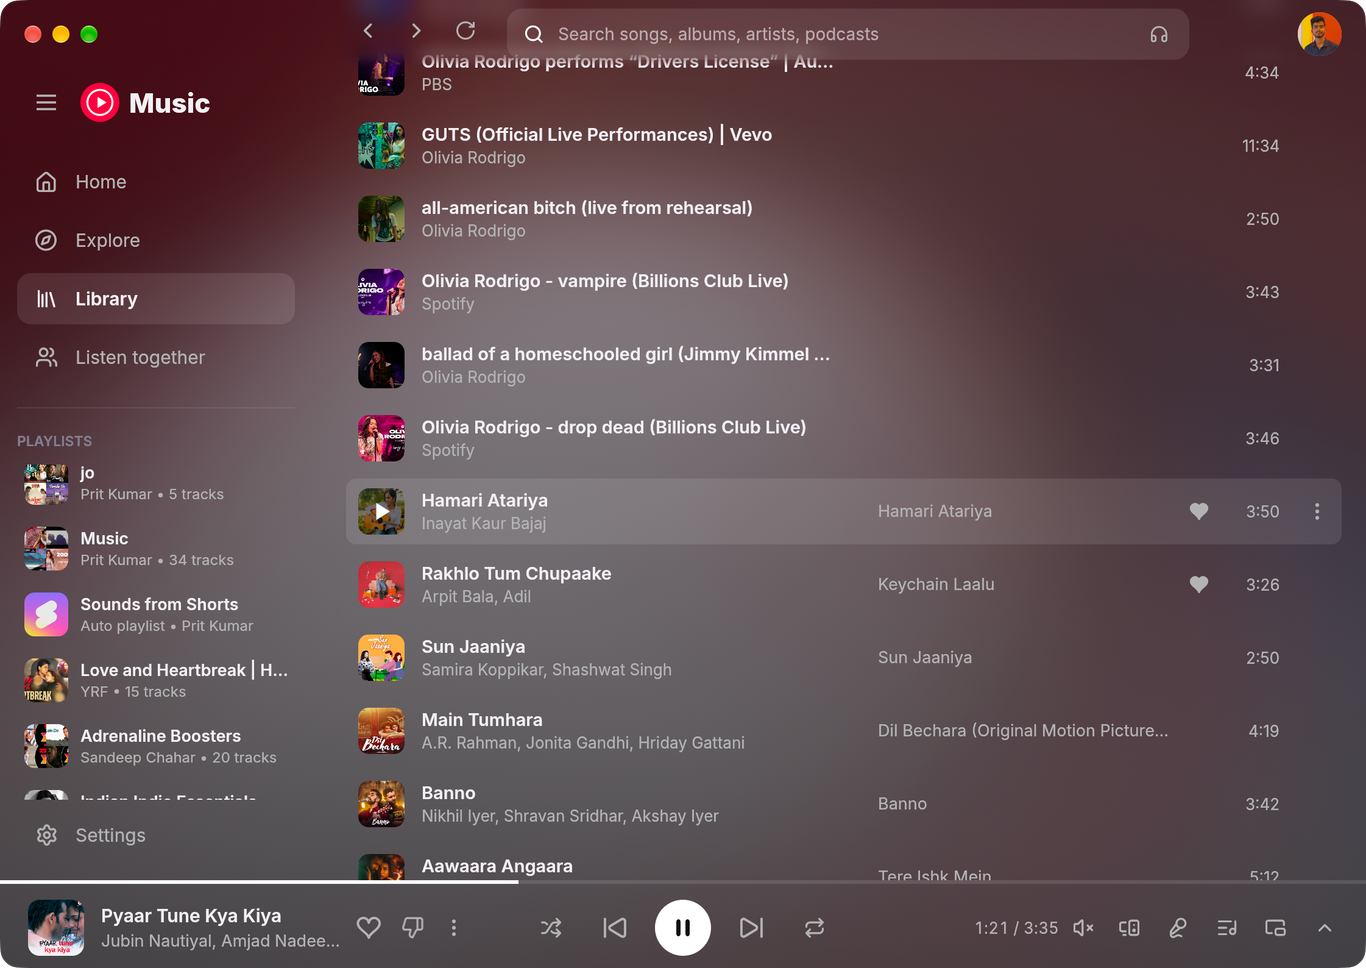 Search songs, albums, artists, podcasts
Music
Home
Explore
Library
Listen together
PLAYLISTS
jo
Prit Kumar • 5 tracks
Music
Prit Kumar • 34 tracks
Sounds from Shorts
Auto playlist • Prit Kumar
Love and Heartbreak | H...
YRF • 15 tracks
Adrenaline Boosters
Sandeep Chahar • 20 tracks
Indian Indie Essentials
Settings
Olivia Rodrigo performs “Drivers License” | Au...
PBS
4:34
GUTS (Official Live Performances) | Vevo
Olivia Rodrigo
11:34
all-american bitch (live from rehearsal)
Olivia Rodrigo
2:50
Olivia Rodrigo - vampire (Billions Club Live)
Spotify
3:43
ballad of a homeschooled girl (Jimmy Kimmel ...
Olivia Rodrigo
3:31
Olivia Rodrigo - drop dead (Billions Club Live)
Spotify
3:46
Hamari Atariya
Inayat Kaur Bajaj
Hamari Atariya
3:50
Rakhlo Tum Chupaake
Arpit Bala, Adil
Keychain Laalu
3:26
Sun Jaaniya
Samira Koppikar, Shashwat Singh
Sun Jaaniya
2:50
Main Tumhara
A.R. Rahman, Jonita Gandhi, Hriday Gattani
Dil Bechara (Original Motion Picture...
4:19
Banno
Nikhil Iyer, Shravan Sridhar, Akshay Iyer
Banno
3:42
Aawaara Angaara
Tere Ishk Mein
5:12
Pyaar Tune Kya Kiya
Jubin Nautiyal, Amjad Nadee...
1:21 / 3:35